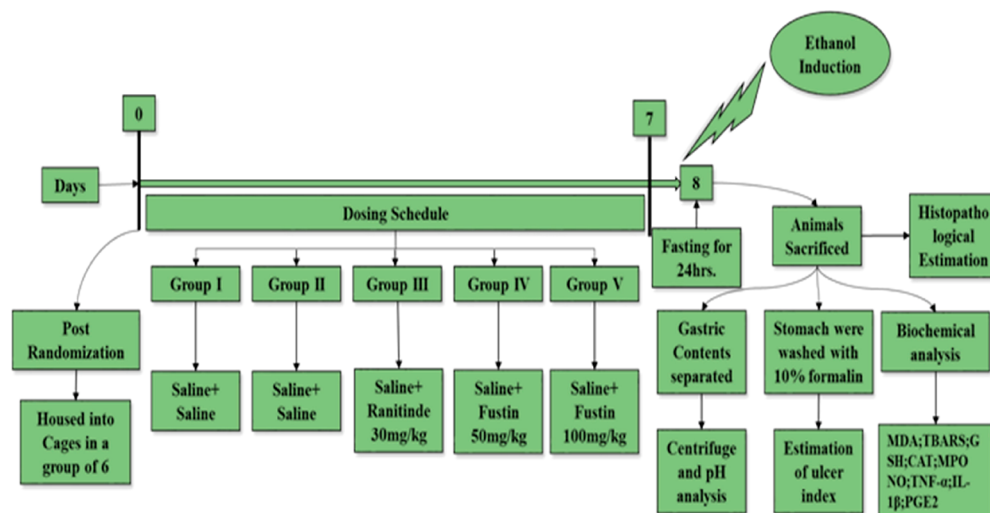 Ethanol
Induction
0
7
Days
8
Dosing Schedule
Fasting for
24hrs.
Animals
Sacrificed
Histopatho
logical
Estimation
Group I
Group II
Group III
Group IV
Group V
Post
Randomization
Housed into
Cages in a
group of 6
Saline+
Saline
Saline+
Saline
Saline+
Ranitinde
30mg/kg
Saline+
Fustin
50mg/kg
Saline+
Fustin
100mg/kg
Gastric
Contents
separated
Stomach were
washed with
10% formalin
Biochemical
analysis
Centrifuge
and pH
analysis
Estimation
of ulcer
index
MDA;TBARS;G
SH;CAT;MPO
NO;TNF-α;IL-
1β;PGE2